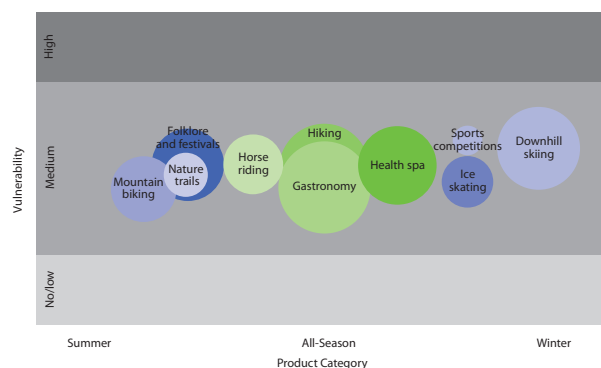 High
Medium
No/low
Vulnerability
Folklore
and festivals
Nature
trails
Mountain
biking
Horse
riding
Hiking
Gastronomy
Health spa
Sports
competitions
Ice
skating
Downhill
skiing
Summer
All-Season
Winter
Product Category